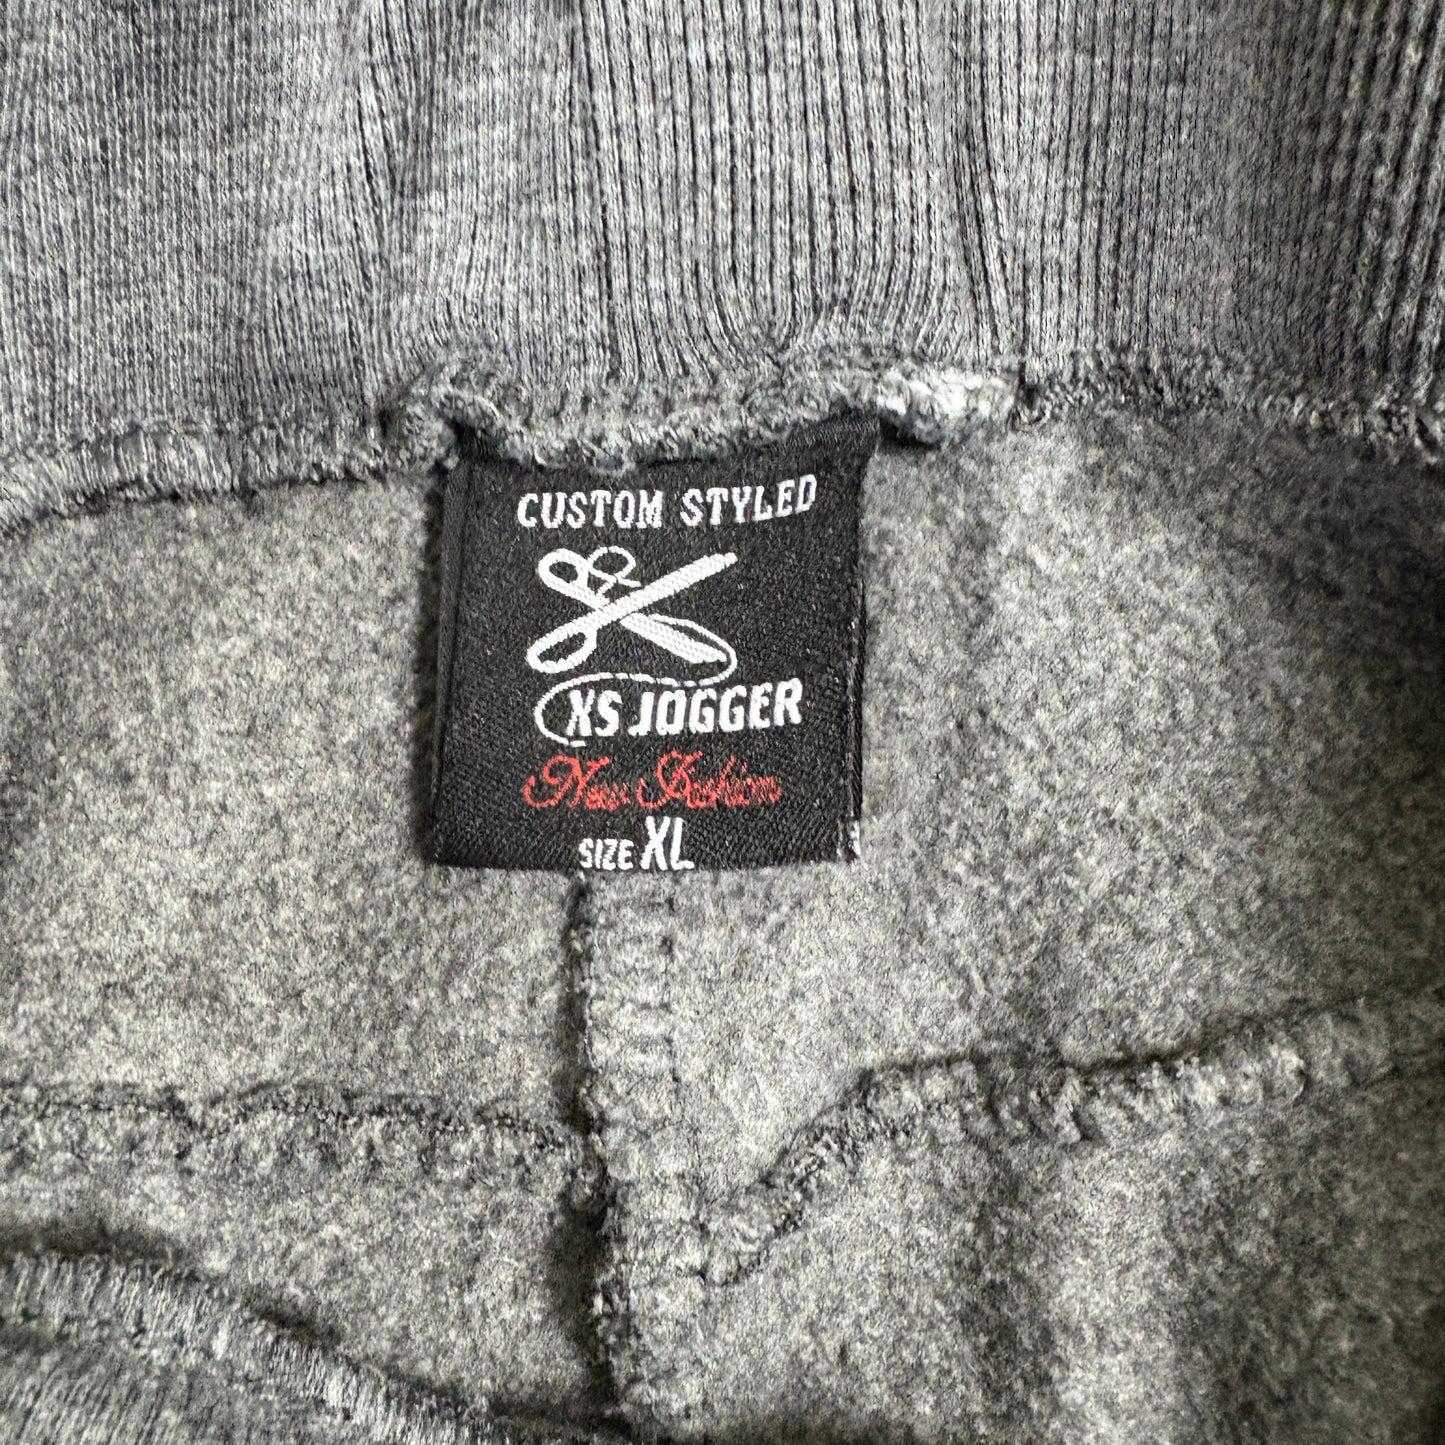 CUSTOM STYLED
XS JOGGER
New Fashion
SIZE XL